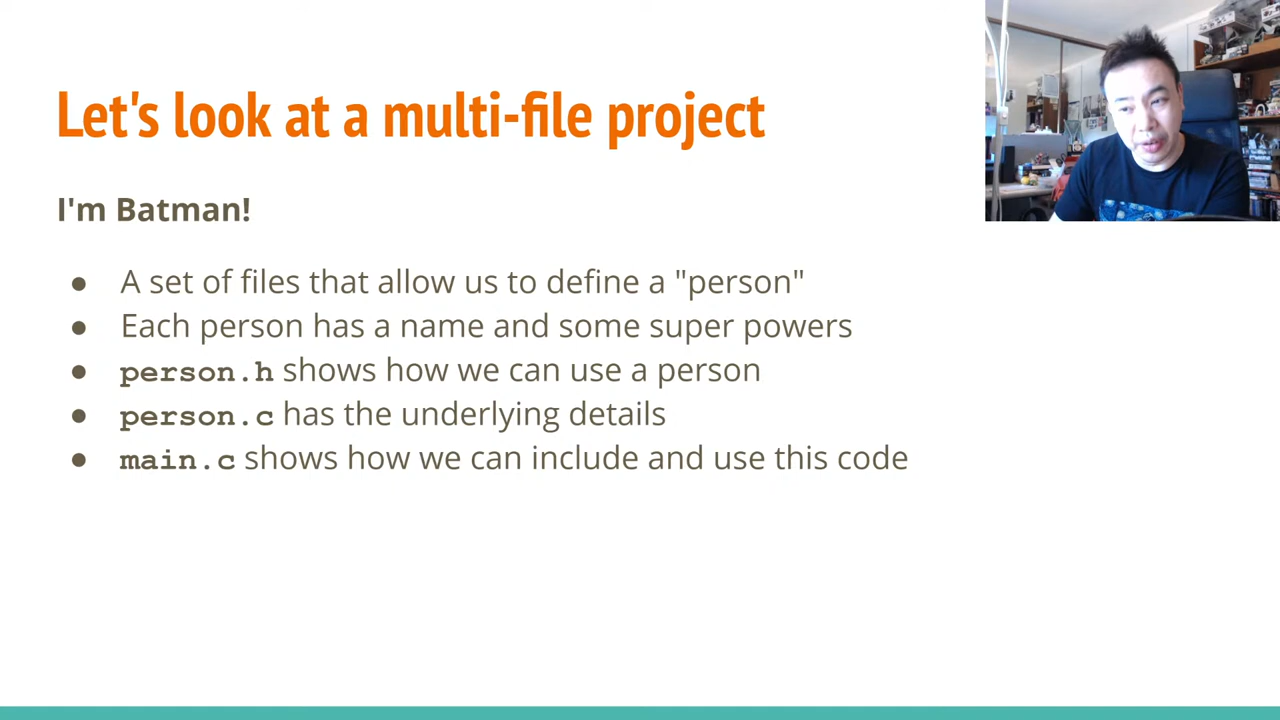 Let's look at a multi-file project
I'm Batman!
● A set of files that allow us to define a "person"
● Each person has a name and some super powers
● person.h shows how we can use a person
● person.c has the underlying details
● main.c shows how we can include and use this code